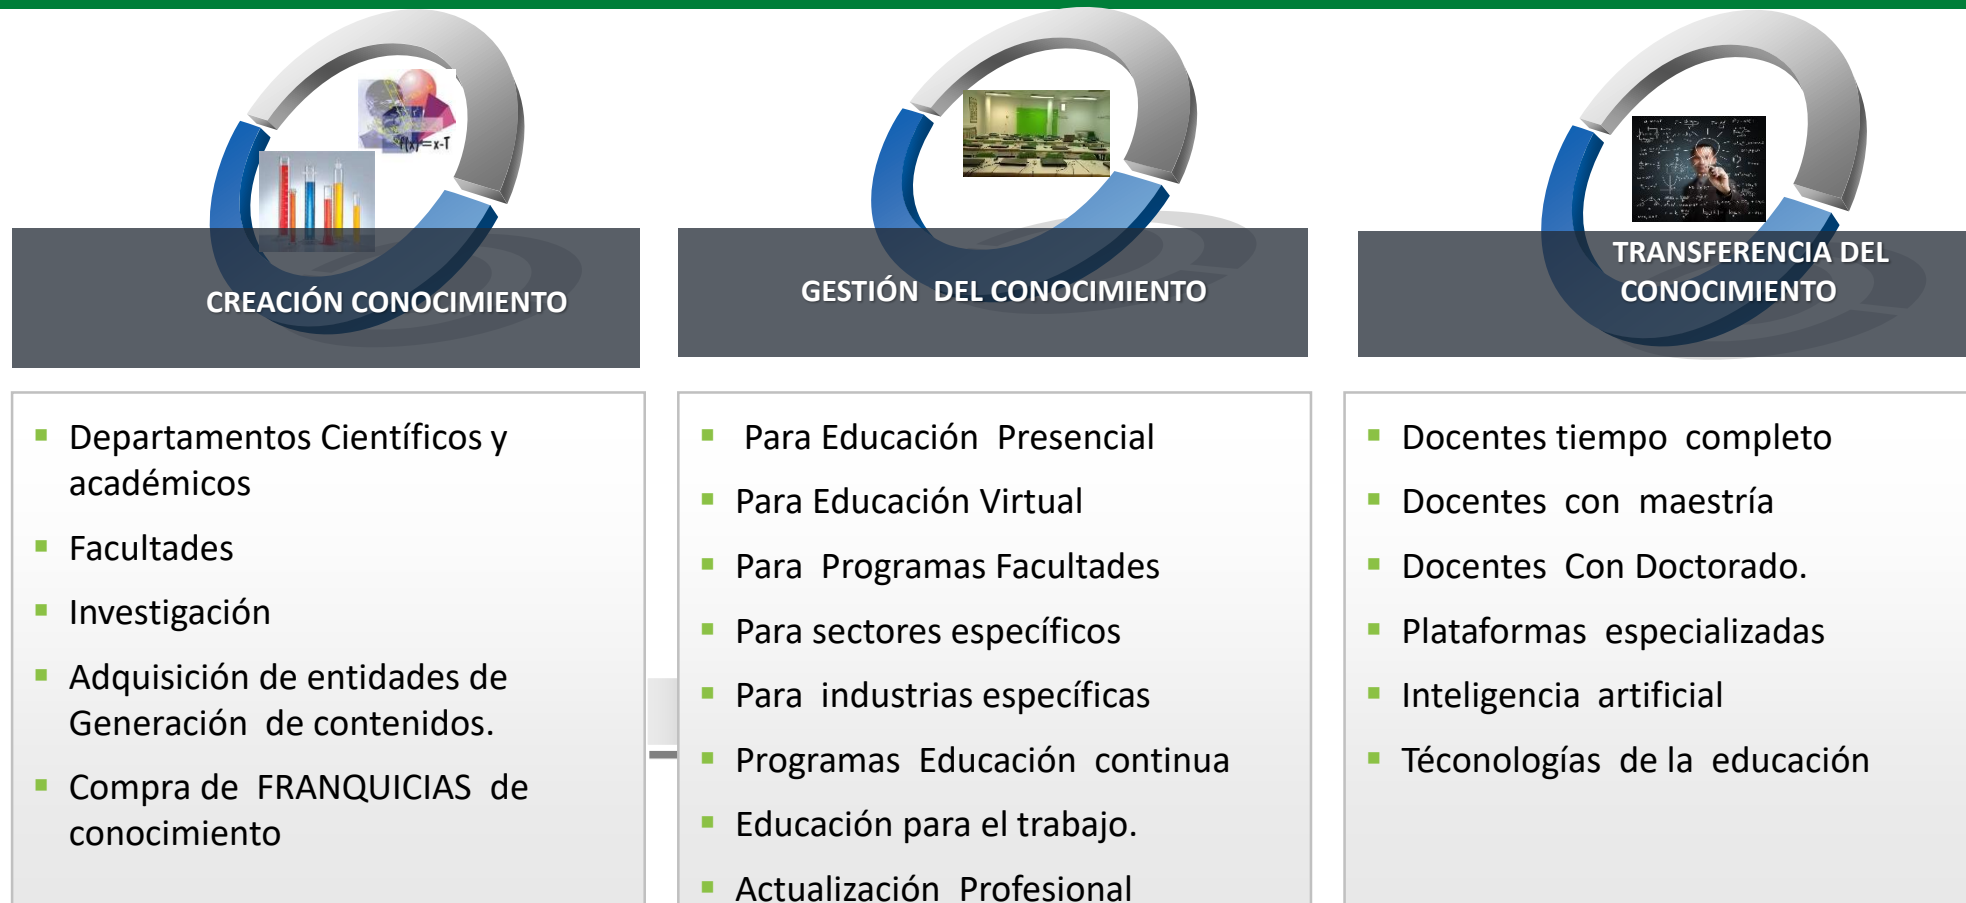 f(x)=x-T
CREACIÓN CONOCIMIENTO
Departamentos Científicos y
académicos
Facultades
Investigación
Adquisición de entidades de
Generación de contenidos.
Compra de FRANQUICIAS de
conocimiento
GESTIÓN DEL CONOCIMIENTO
Para Educación Presencial
Para Educación Virtual
Para Programas Facultades
Para sectores específicos
Para industrias específicas
Programas Educación continua
Educación para el trabajo.
Actualización Profesional
TRANSFERENCIA DEL
CONOCIMIENTO
Docentes tiempo completo
Docentes con maestría
Docentes Con Doctorado.
Plataformas especializadas
Inteligencia artificial
Téconologías de la educación